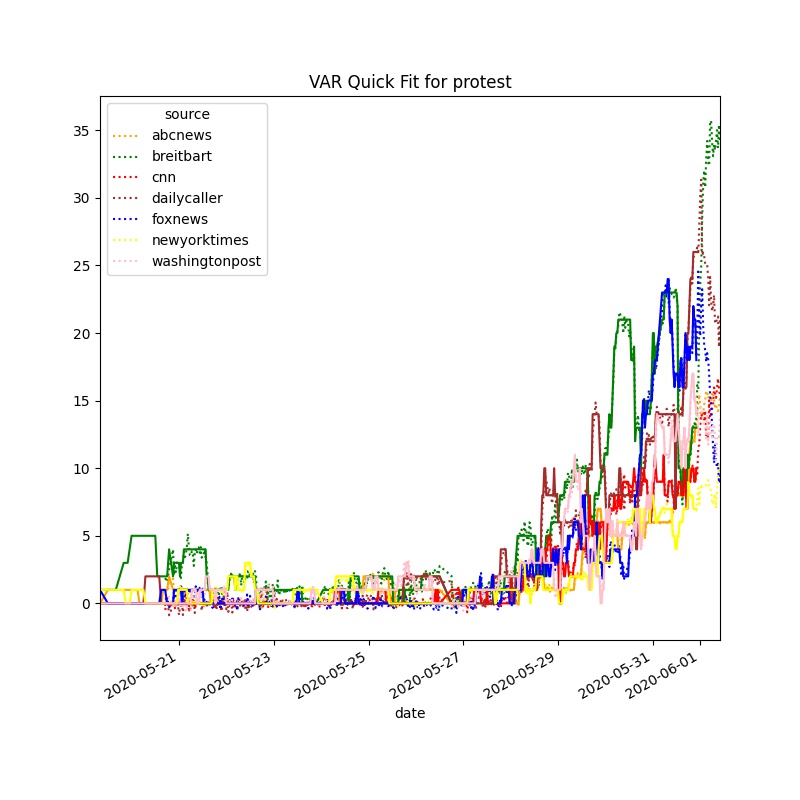 VAR Quick Fit for protest
source
abcnews
breitbart
cnn
dailycaller
foxnews
newyorktimes
washingtonpost
35
30
25
20
15
10
5
0
2020-05-21
2020-05-23
2020-05-25
2020-05-27
2020-05-29
2020-05-31
2020-06-01
date